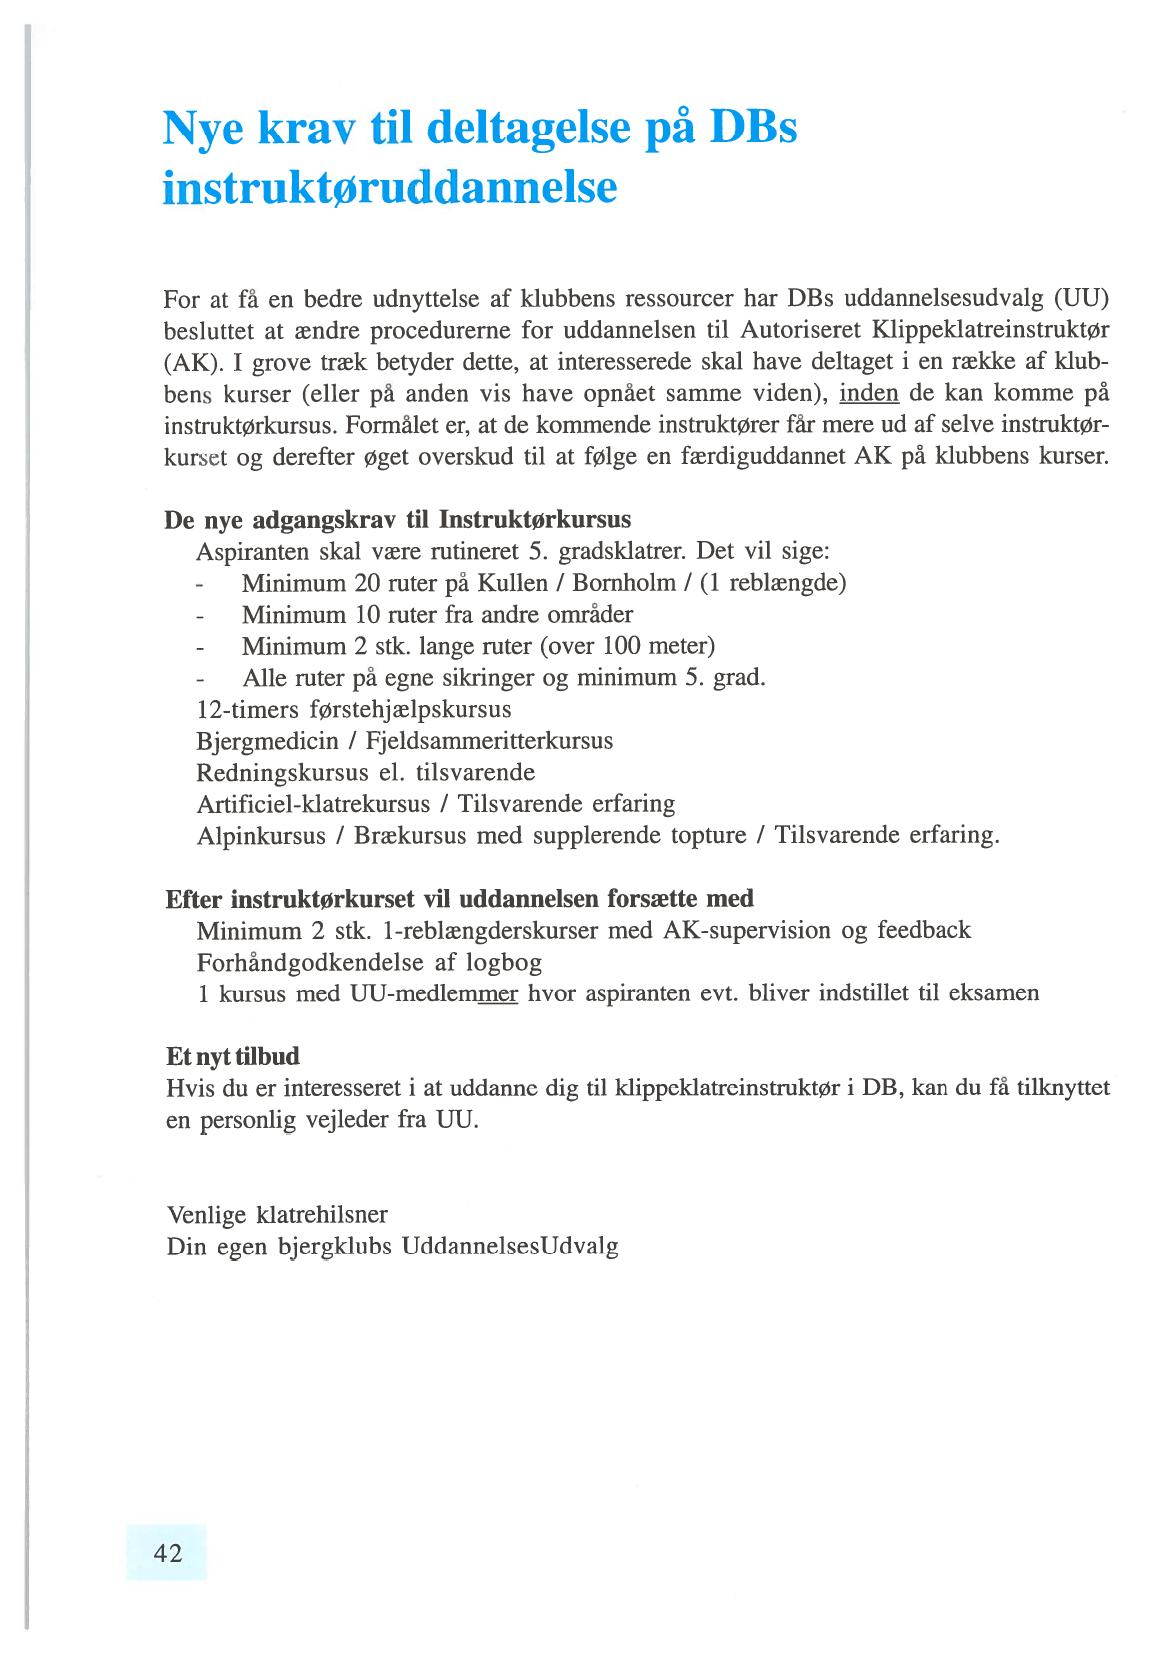 Nye krav til deltagelse på DBs
instruktøruddannelse
For at få en bedre udnyttelse af klubbens ressourcer har DBs uddannelsesudvalg (UU)
besluttet at ændre procedurerne for uddannelsen til Autoriseret Klippeklatreinstruktør
(AK). I grove træk betyder dette, at interesserede skal have deltaget i en række af klub-
bens kurser (eller på anden vis have opnået samme viden), inden de kan komme på
instruktørkursus. Formålet er, at de kommende instruktører får mere ud af selve instruktør-
kurset og derefter øget overskud til at følge en færdiguddannet AK på klubbens kurser.
De nye adgangskrav til Instruktørkursus
Aspiranten skal være rutineret 5. gradsklatrer. Det vil sige:
- Minimum 20 ruter på Kullen / Bornholm / (1 reblængde)
- Minimum 10 ruter fra andre områder
- Minimum 2 stk. lange ruter (over 100 meter)
- Alle ruter på egne sikringer og minimum 5. grad.
12-timers førstehjælpskursus
Bjergmedicin / Fjeldsammeritterkursus
Redningskursus el. tilsvarende
Artificiel-klatrekursus / Tilsvarende erfaring
Alpinkursus / Brækursus med supplerende topture / Tilsvarende erfaring.
Efter instruktørkurset vil uddannelsen forsætte med
Minimum 2 stk. 1-reblængderskurser med AK-supervision og feedback
Forhåndgodkendelse af logbog
1 kursus med UU-medlemmer hvor aspiranten evt. bliver indstillet til eksamen
Et nyt tilbud
Hvis du er interesseret i at uddanne dig til klippeklatreinstruktør i DB, kan du få tilknyttet
en personlig vejleder fra UU.
Venlige klatrehilsner
Din egen bjergklubs UddannelsesUdvalg
42